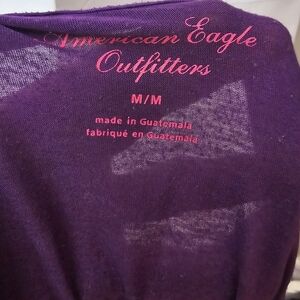 American Eagle
Outfitters
M/M
made in Guatemala
fabriqué en Guatemala